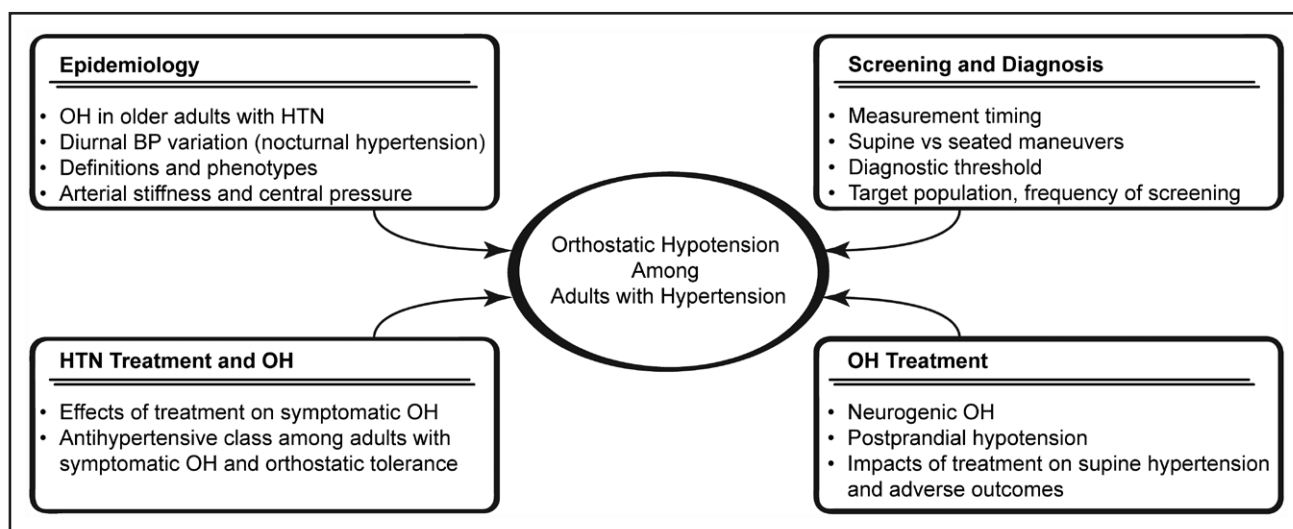 Epidemiology
• OH in older adults with HTN
• Diurnal BP variation (nocturnal hypertension)
• Definitions and phenotypes
• Arterial stiffness and central pressure
Screening and Diagnosis
• Measurement timing
• Supine vs seated maneuvers
• Diagnostic threshold
• Target population, frequency of screening
Orthostatic Hypotension
Among
Adults with Hypertension
HTN Treatment and OH
• Effects of treatment on symptomatic OH
• Antihypertensive class among adults with
symptomatic OH and orthostatic tolerance
OH Treatment
• Neurogenic OH
• Postprandial hypotension
• Impacts of treatment on supine hypertension
and adverse outcomes